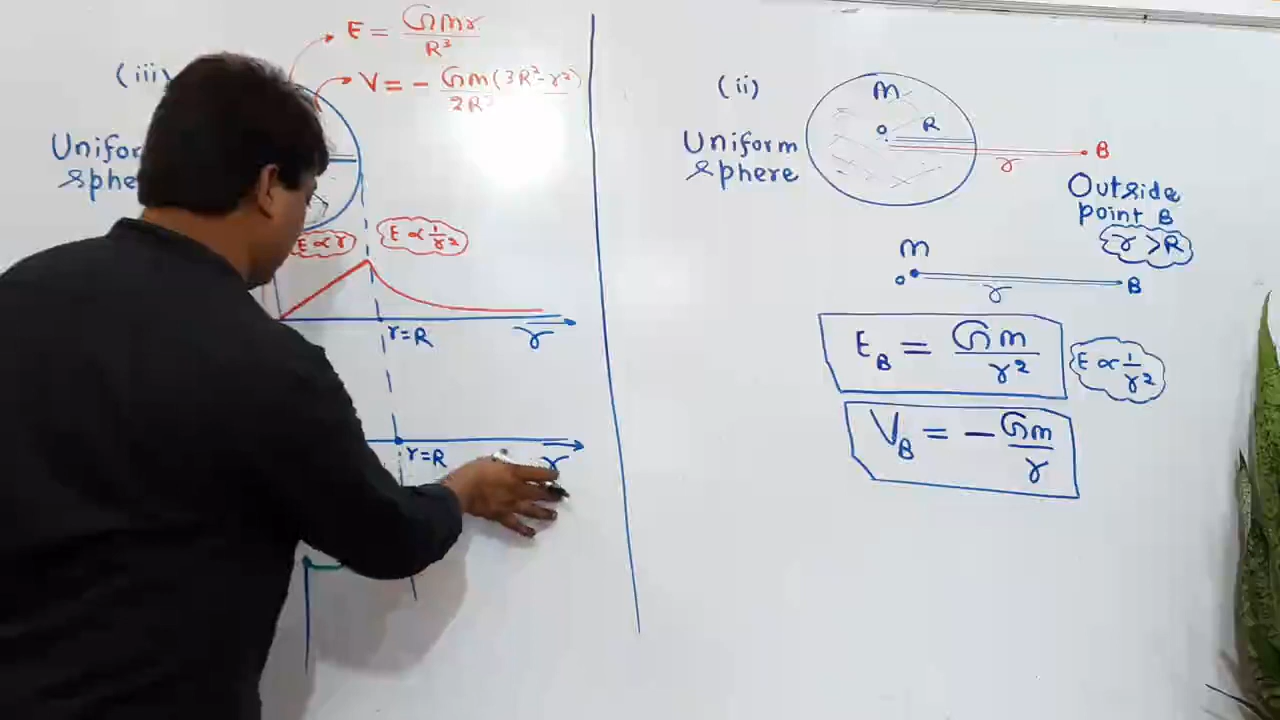 E = Gmr/R³
(iii)
V = - Gm(3R²-r²)/2R³
Unifor
sphe
E ∝ r
E ∝ 1/r²
r=R
r
r=R
r
(ii)
Uniform
sphere
m
o
R
r
B
Outside
point B
r > R
m
o
r
B
E_B = Gm/r²
E ∝ 1/r²
V_B = - Gm/r